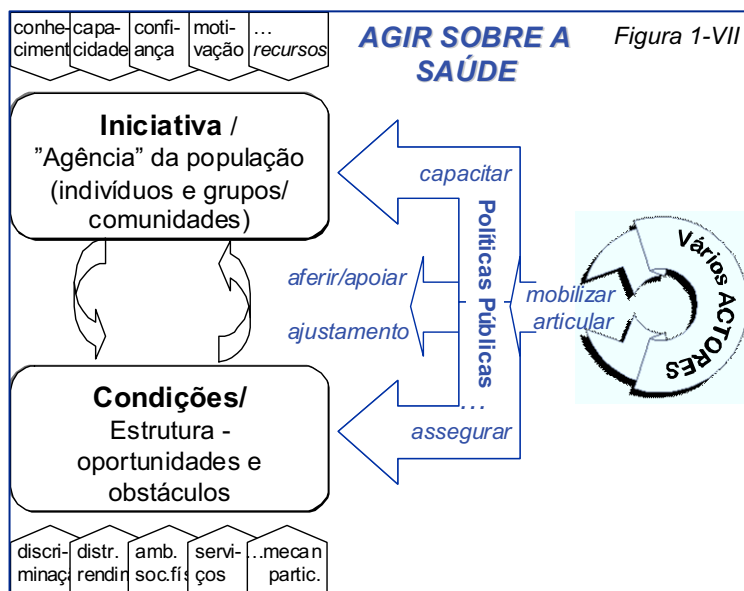 conhe-
ciment
capa-
cidade
confi-
ança
moti-
vação
…
recursos
AGIR SOBRE A
SAÚDE
Figura 1-VII
Iniciativa /
”Agência” da população
(indivíduos e grupos/
comunidades)
capacitar
Políticas Públicas
aferir/apoiar
ajustamento
mobilizar
articular
Vários ACTORES
…
assegurar
Condições/
Estrutura -
oportunidades e
obstáculos
discri-
minaçã
distr.
rendin
amb.
soc.fís
servi-
ços
…mecan
partic.